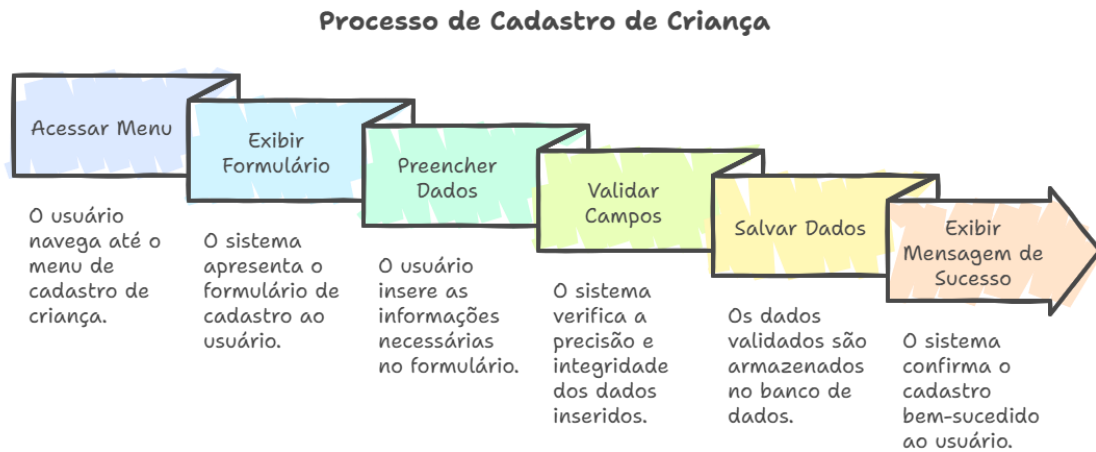 Processo de Cadastro de Criança
Acessar Menu
O usuário
navega até o
menu de
cadastro de
criança.
Exibir
Formulário
O sistema
apresenta o
formulário de
cadastro ao
usuário.
Preencher
Dados
O usuário
insere as
informações
necessárias
no formulário.
Validar
Campos
O sistema
verifica a
precisão e
integridade
dos dados
inseridos.
Salvar Dados
Os dados
validados são
armazenados
no banco de
dados.
Exibir
Mensagem de
Sucesso
O sistema
confirma o
cadastro
bem-sucedido
ao usuário.